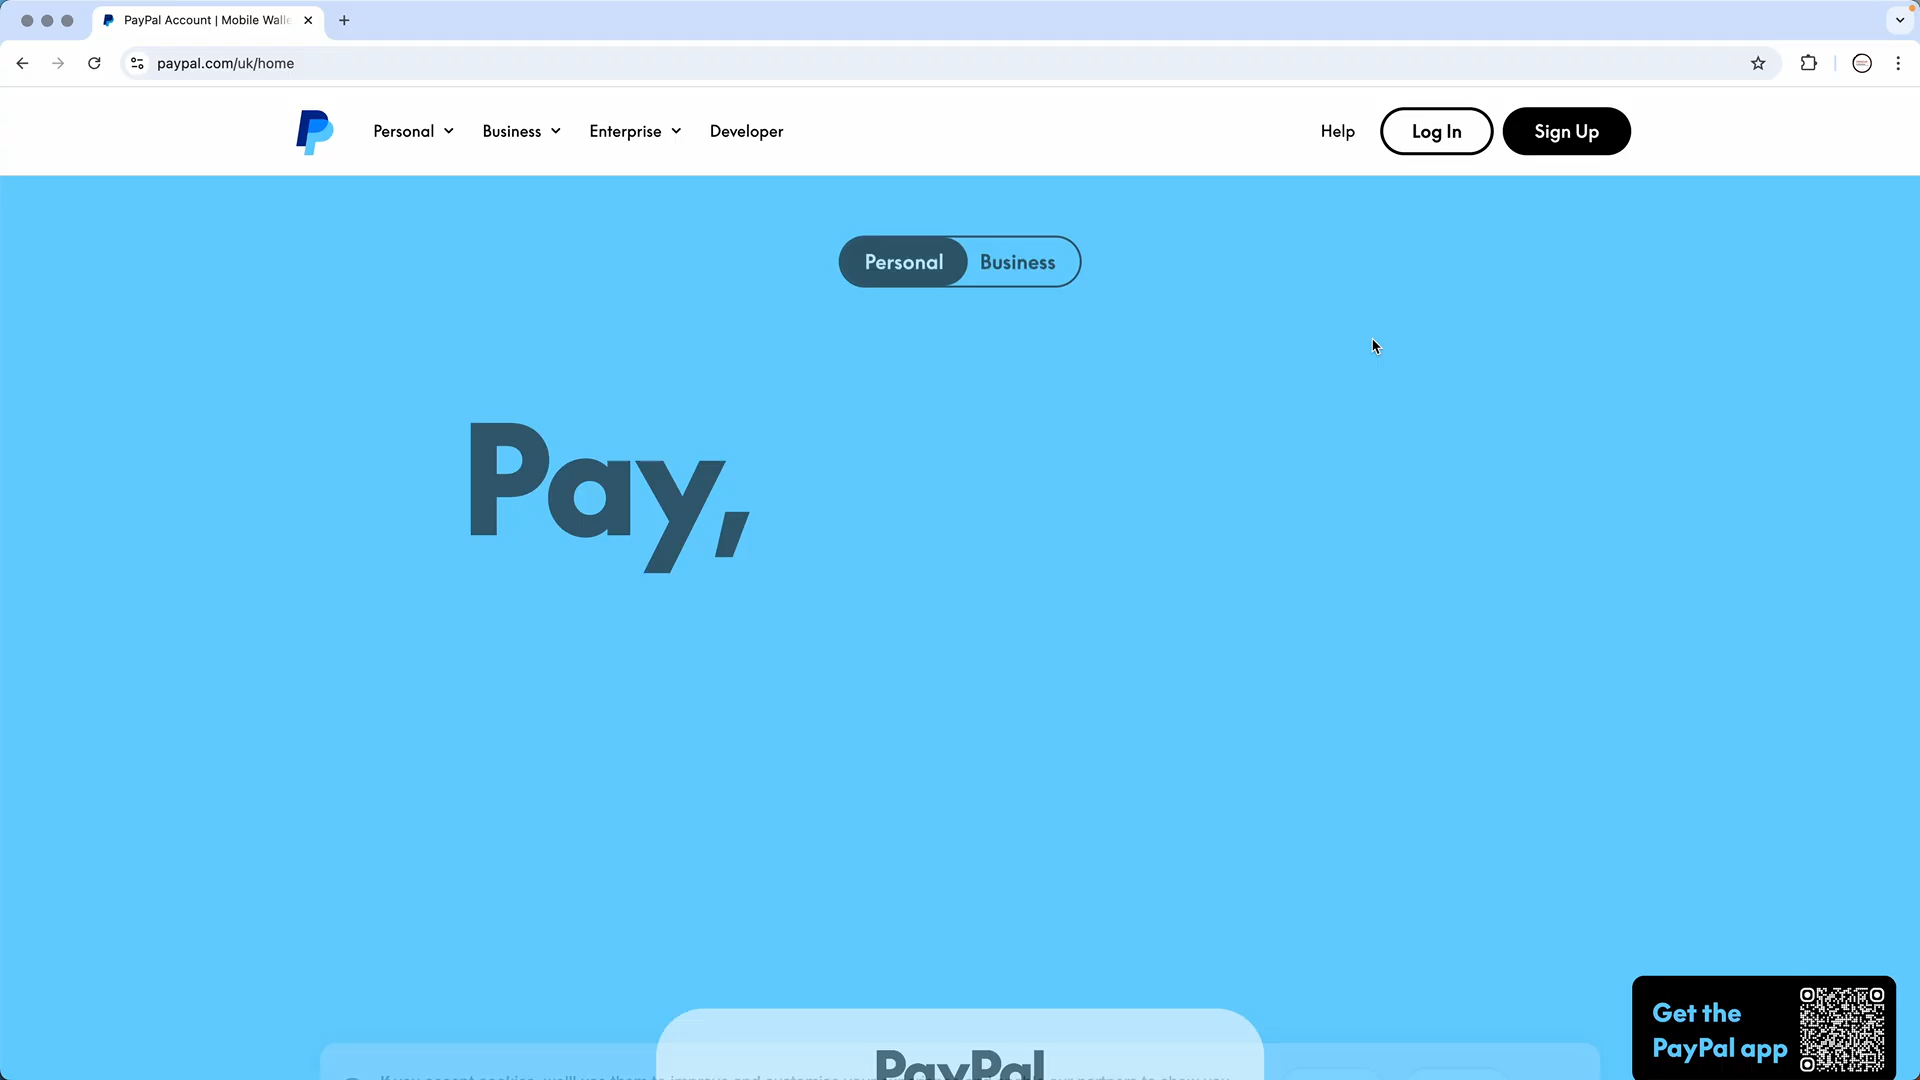 PayPal Account | Mobile Walle
paypal.com/uk/home
Personal Business Enterprise Developer Help Log In Sign Up
Personal Business
Pay,
Get the
PayPal app
PayPal